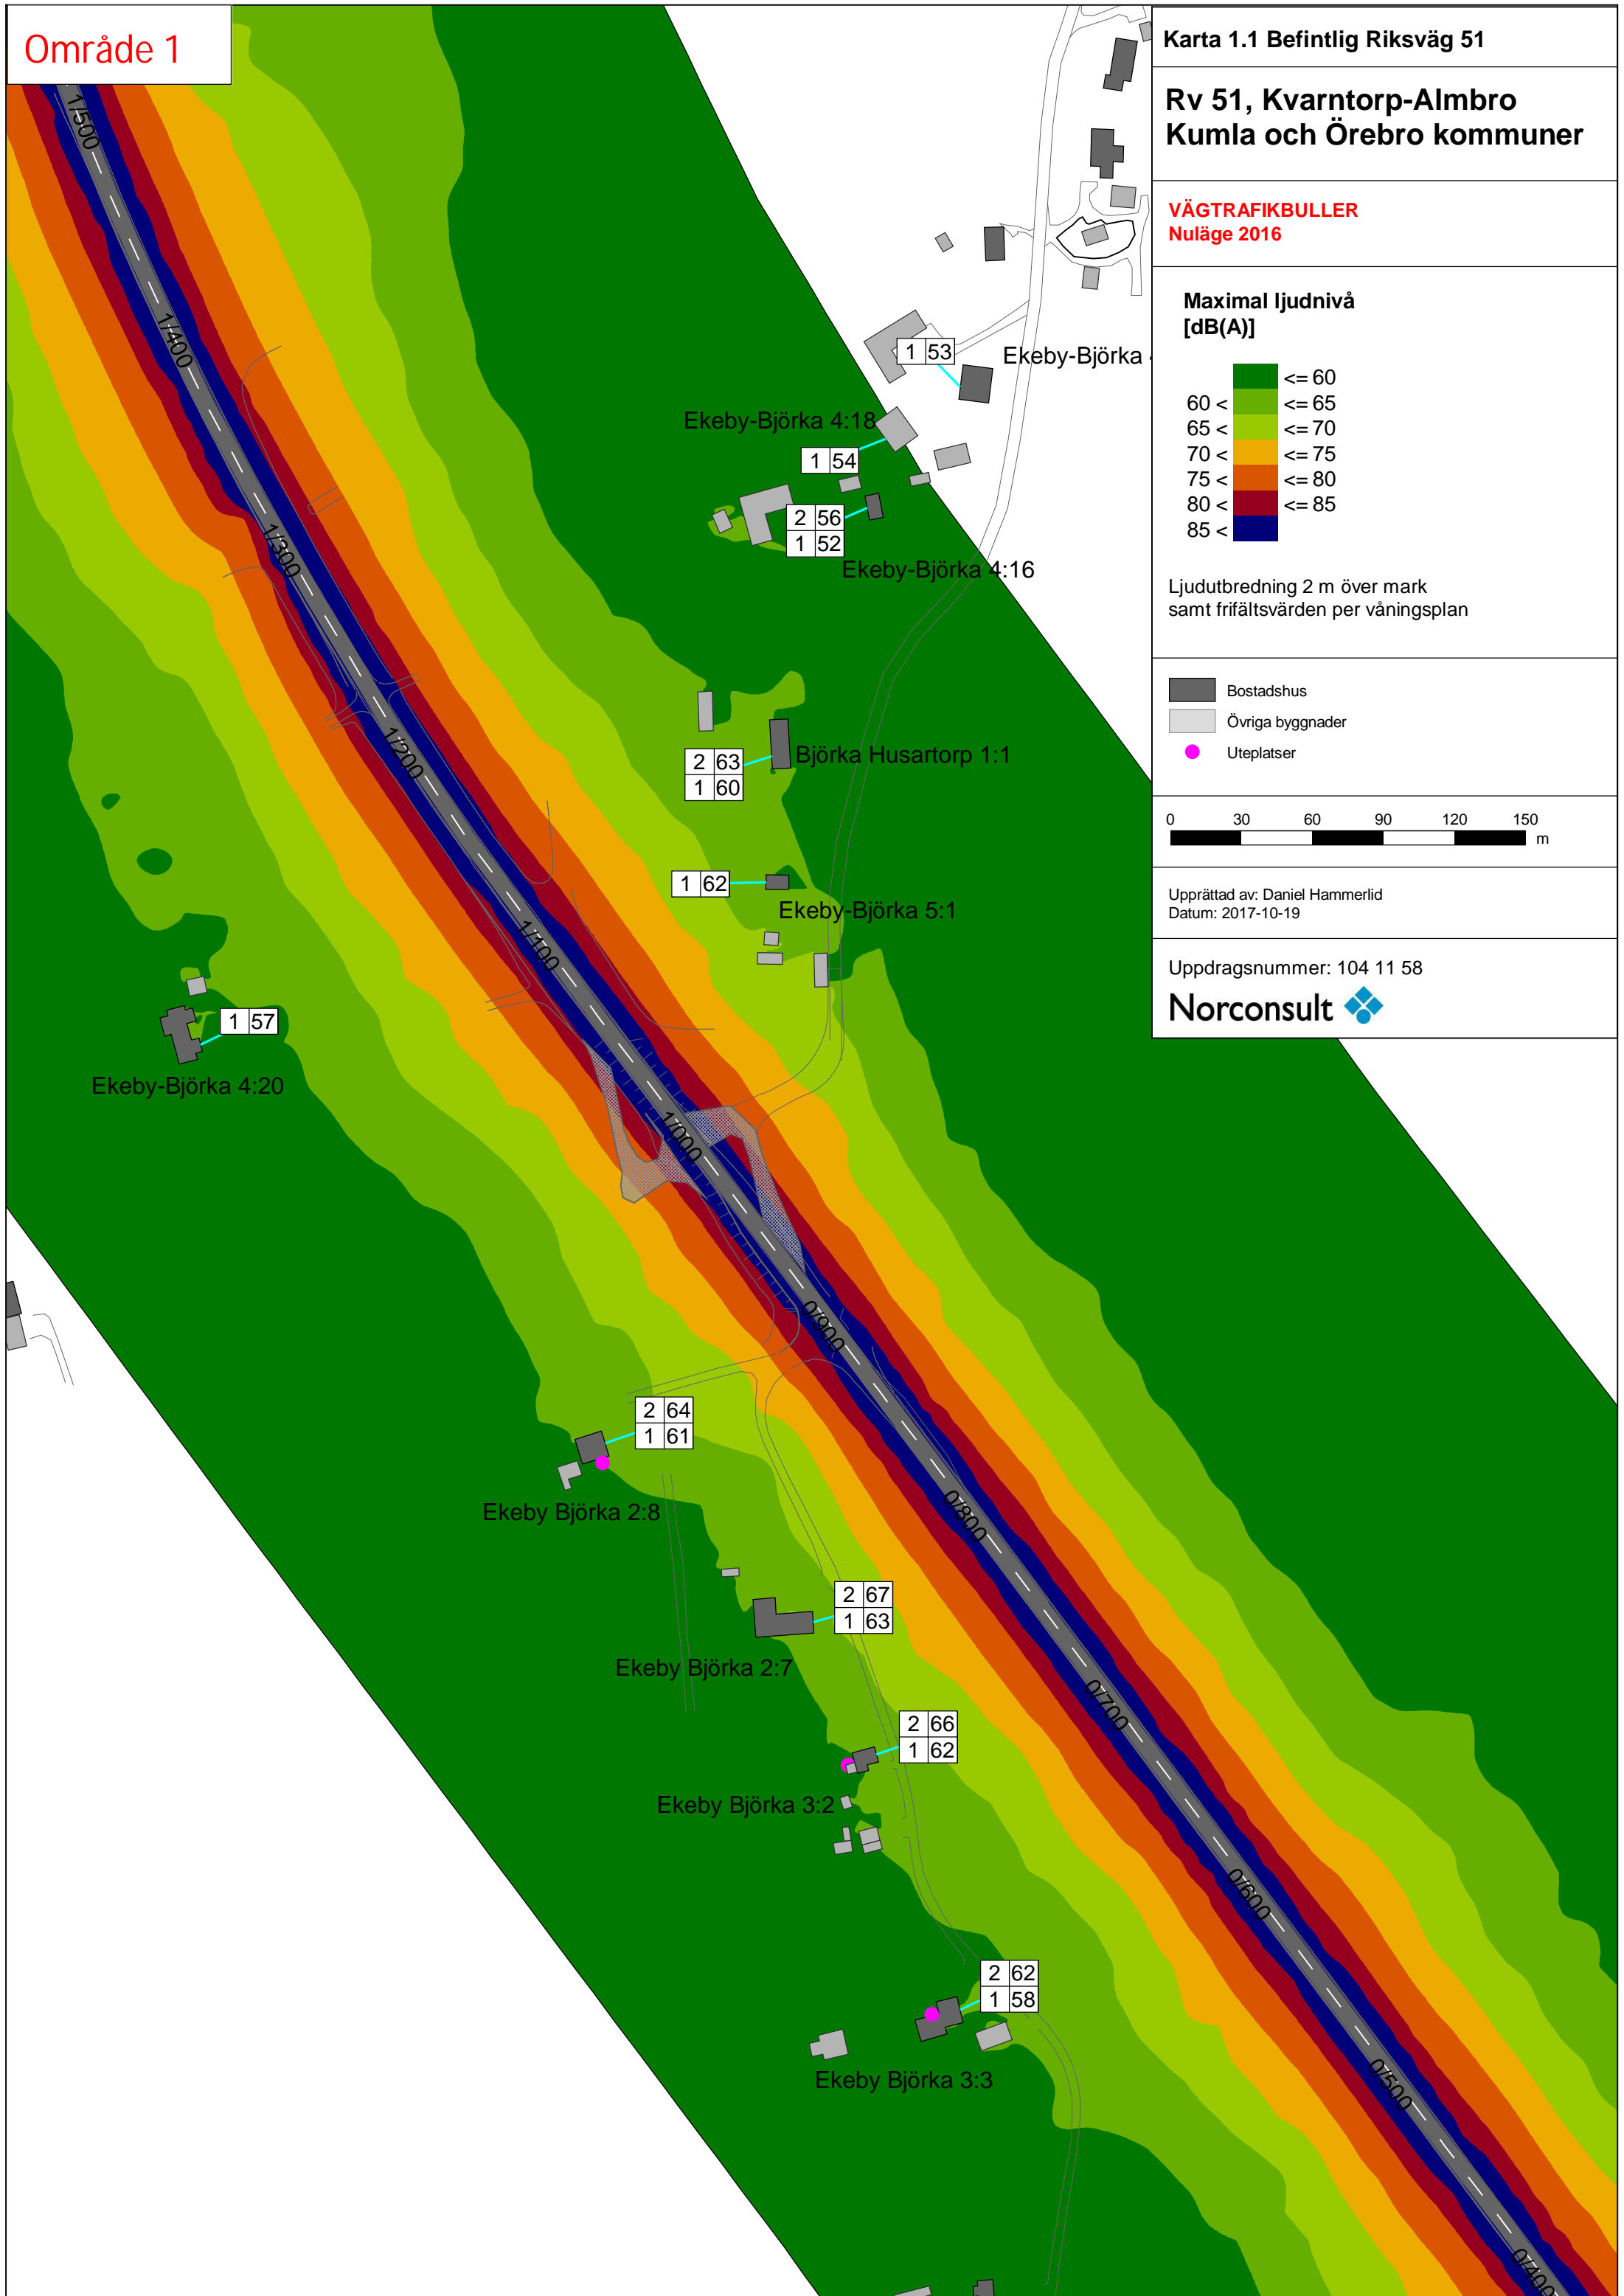 Område 1
Karta 1.1 Befintlig Riksväg 51
Rv 51, Kvarntorp-Almbro
Kumla och Örebro kommuner
VÄGTRAFIKBULLER
Nuläge 2016
Maximal ljudnivå
[dB(A)]
<= 60
60 < <= 65
65 < <= 70
70 < <= 75
75 < <= 80
80 < <= 85
85 <
Ljudutbredning 2 m över mark
samt frifältsvärden per våningsplan
Bostadshus
Övriga byggnader
Uteplatser
0 30 60 90 120 150
m
Upprättad av: Daniel Hammerlid
Datum: 2017-10-19
Uppdragsnummer: 104 11 58
Norconsult
1/500
1/400
1 53
Ekeby-Björka
Ekeby-Björka 4:18
1 54
2 56
1 52
1/300
Ekeby-Björka 4:16
1/200
Björka Husartorp 1:1
2 63
1 60
1 62
Ekeby-Björka 5:1
1/100
1 57
Ekeby-Björka 4:20
1/000
0/900
2 64
1 61
Ekeby Björka 2:8
0/800
2 67
1 63
Ekeby Björka 2:7
0/700
2 66
1 62
Ekeby Björka 3:2
0/600
2 62
1 58
Ekeby Björka 3:3
0/500
0/400